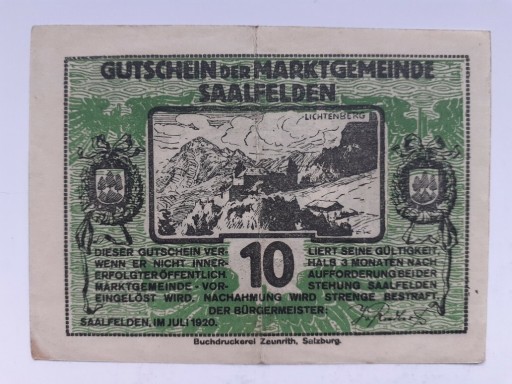 GUTSCHEIN DER MARKTGEMEINDE
SAALFELDEN
LICHTENBERG
DIESER GUTSCHEIN VER- LIERT SEINE GÜLTIGKEIT,
WENN ER NICHT INNER- HALB 3 MONATEN NACH
ERFOLGTER ÖFFENTLICH AUFFORDERUNG BEI DER
MARKTGEMEINDE-VOR- STEHUNG SAALFELDEN
10
EINGELÖST WIRD. NACHAHMUNG WIRD STRENGE BESTRAFT.
DER BÜRGERMEISTER:
SAALFELDEN, IM JULI 1920.
Buchdruckerei Zaunrith, Salzburg.